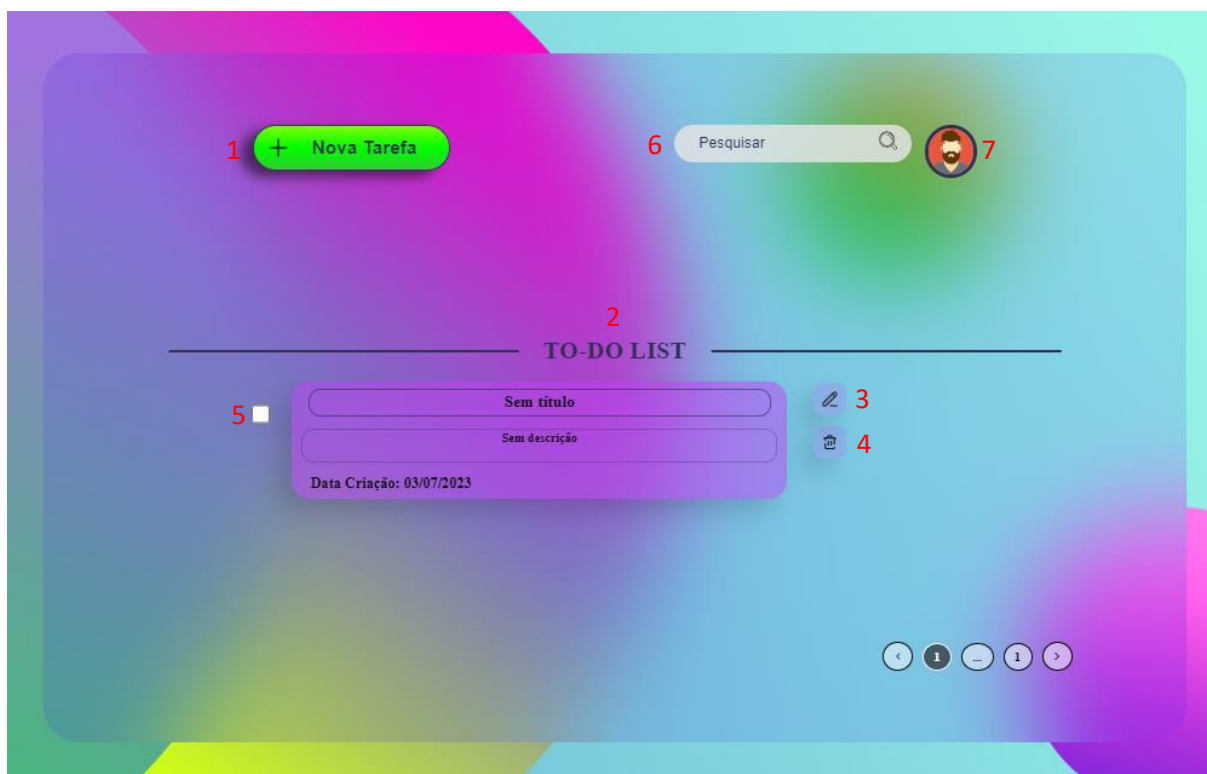 1 + Nova Tarefa
6 Pesquisar 7
2
TO-DO LIST
5 Sem título 3
Sem descrição 4
Data Criação: 03/07/2023
‹ 1 ... 1 ›